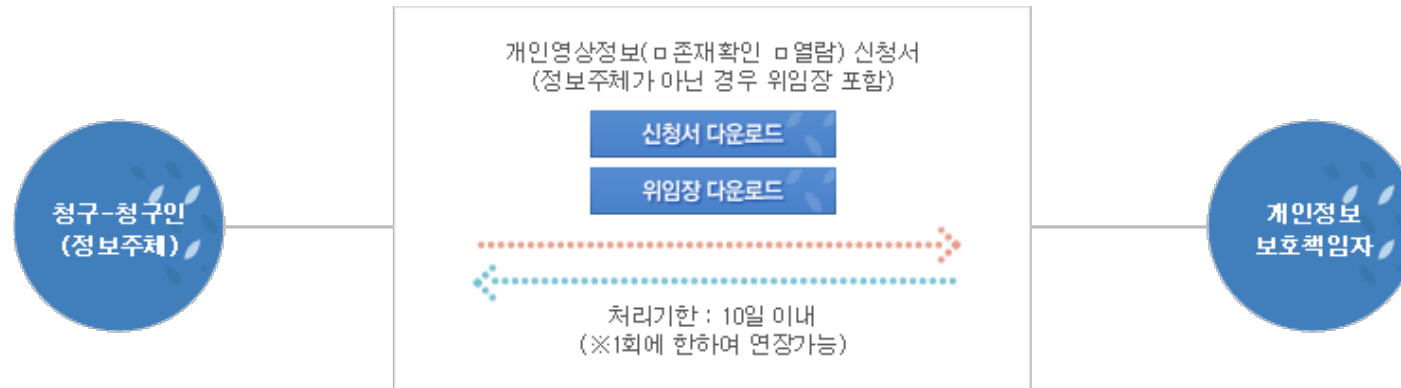 개인영상정보(□존재확인 □열람) 신청서
(정보주체가 아닌 경우 위임장 포함)
신청서 다운로드
위임장 다운로드
청구-청구인
(정보주체)
개인정보
보호책임자
처리기한 : 10일 이내
(※1회에 한하여 연장가능)